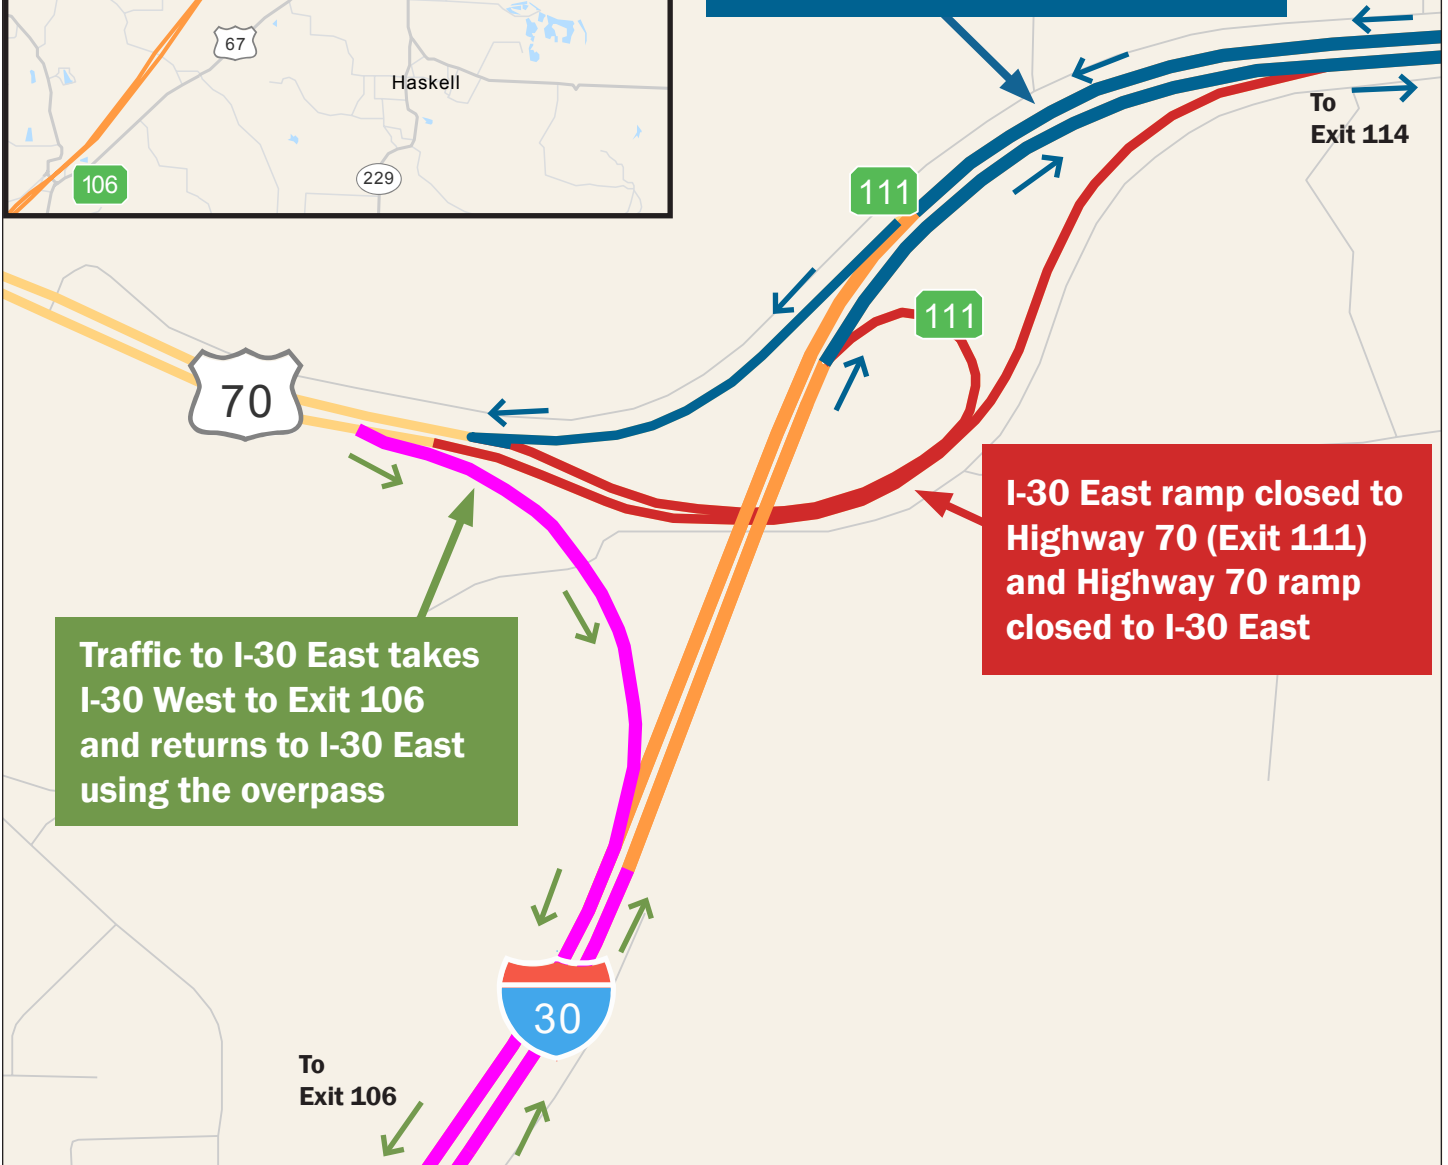 67
Haskell
106
229
To
Exit 114
111
111
70
I-30 East ramp closed to
Highway 70 (Exit 111)
and Highway 70 ramp
closed to I-30 East
Traffic to I-30 East takes
I-30 West to Exit 106
and returns to I-30 East
using the overpass
30
To
Exit 106